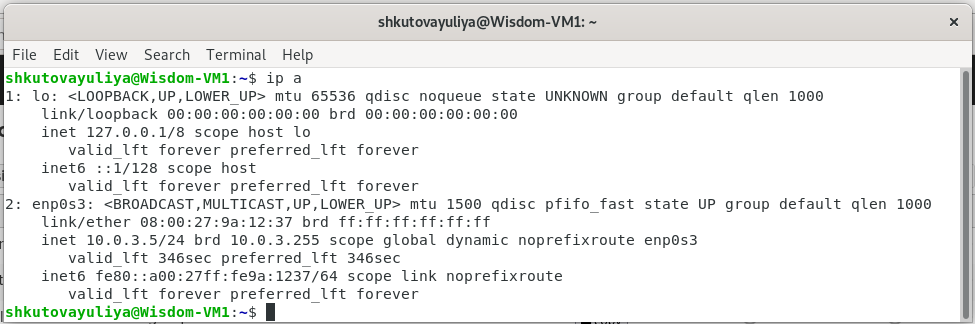 shkutovayuliya@Wisdom-VM1: ~
File Edit View Search Terminal Help
shkutovayuliya@Wisdom-VM1:~$ ip a
1: lo: <LOOPBACK,UP,LOWER_UP> mtu 65536 qdisc noqueue state UNKNOWN group default qlen 1000
    link/loopback 00:00:00:00:00:00 brd 00:00:00:00:00:00
    inet 127.0.0.1/8 scope host lo
       valid_lft forever preferred_lft forever
    inet6 ::1/128 scope host
       valid_lft forever preferred_lft forever
2: enp0s3: <BROADCAST,MULTICAST,UP,LOWER_UP> mtu 1500 qdisc pfifo_fast state UP group default qlen 1000
    link/ether 08:00:27:9a:12:37 brd ff:ff:ff:ff:ff:ff
    inet 10.0.3.5/24 brd 10.0.3.255 scope global dynamic noprefixroute enp0s3
       valid_lft 346sec preferred_lft 346sec
    inet6 fe80::a00:27ff:fe9a:1237/64 scope link noprefixroute
       valid_lft forever preferred_lft forever
shkutovayuliya@Wisdom-VM1:~$